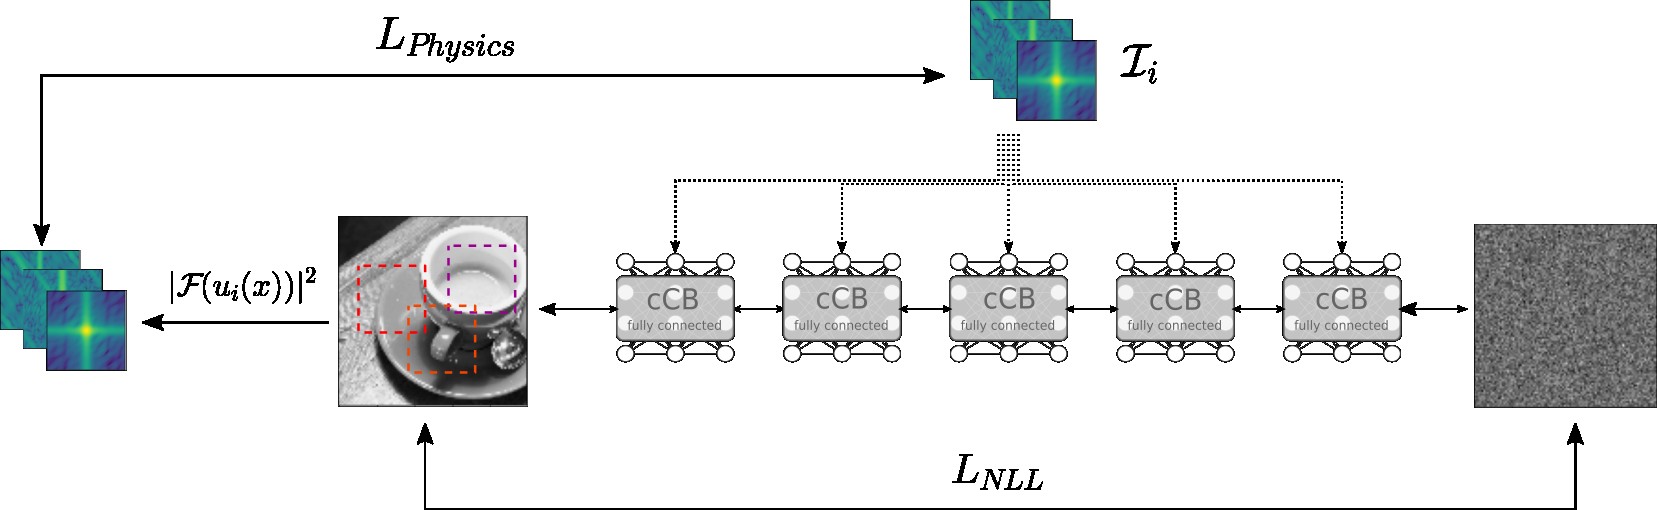 L_{Physics}
\mathcal{I}_i
|\mathcal{F}(u_i(x))|^2
cCB
fully connected
cCB
fully connected
cCB
fully connected
cCB
fully connected
cCB
fully connected
L_{NLL}